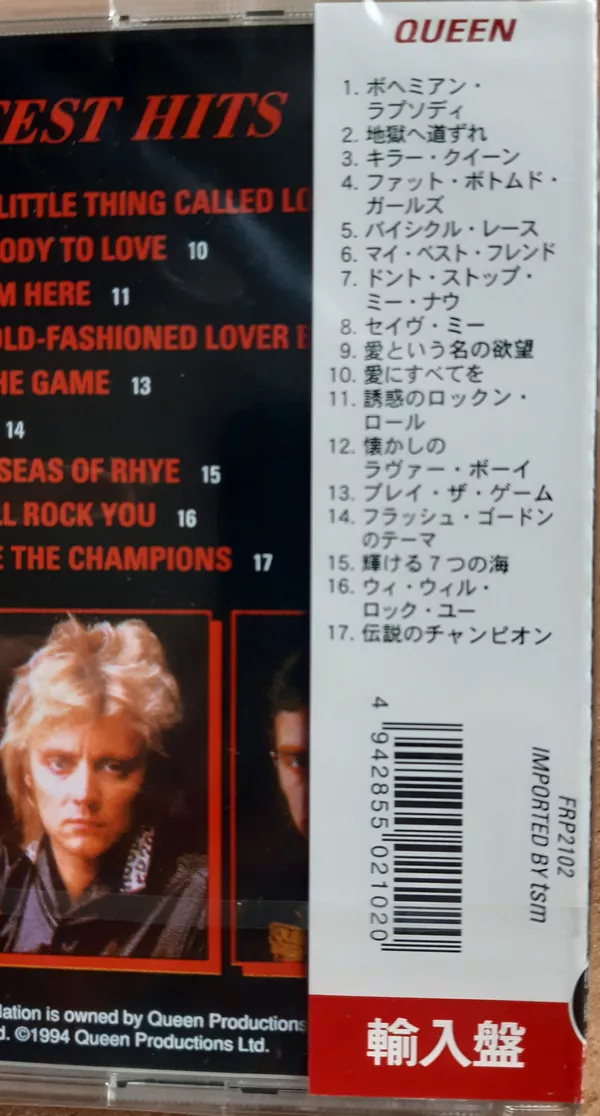 TEST HITS
LITTLE THING CALLED LO
ODY TO LOVE 10
M HERE 11
OLD-FASHIONED LOVER B
HE GAME 13
14
SEAS OF RHYE 15
LL ROCK YOU 16
E THE CHAMPIONS 17
lation is owned by Queen Productions
d. ©1994 Queen Productions Ltd.
QUEEN
1. ボヘミアン・
ラプソディ
2. 地獄へ道ずれ
3. キラー・クイーン
4. ファット・ボトムド・
ガールズ
5. バイシクル・レース
6. マイ・ベスト・フレンド
7. ドント・ストップ・
ミー・ナウ
8. セイヴ・ミー
9. 愛という名の欲望
10. 愛にすべてを
11. 誘惑のロックン・
ロール
12. 懐かしの
ラヴァー・ボーイ
13. プレイ・ザ・ゲーム
14. フラッシュ・ゴードン
のテーマ
15. 輝ける7つの海
16. ウィ・ウィル・
ロック・ユー
17. 伝説のチャンピオン
4 942855 021020
FRP2102
IMPORTED BY tsm
輸入盤